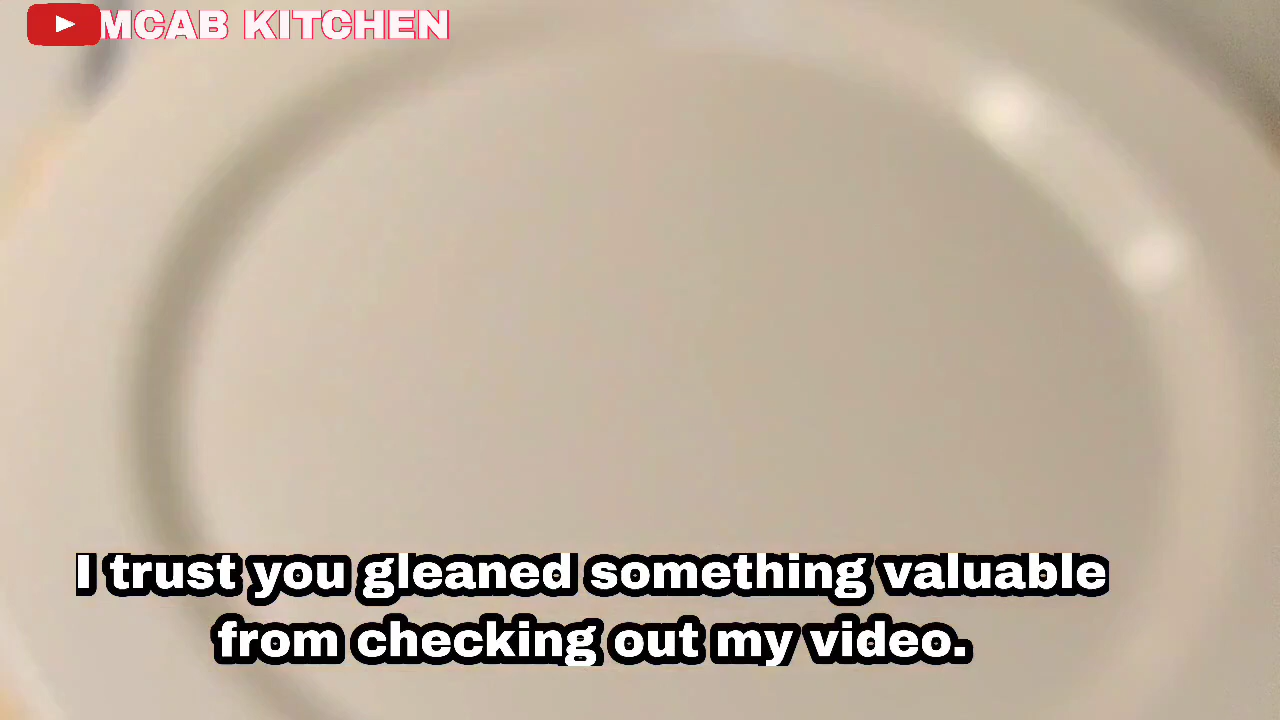 MCAB KITCHEN
I trust you gleaned something valuable
from checking out my video.